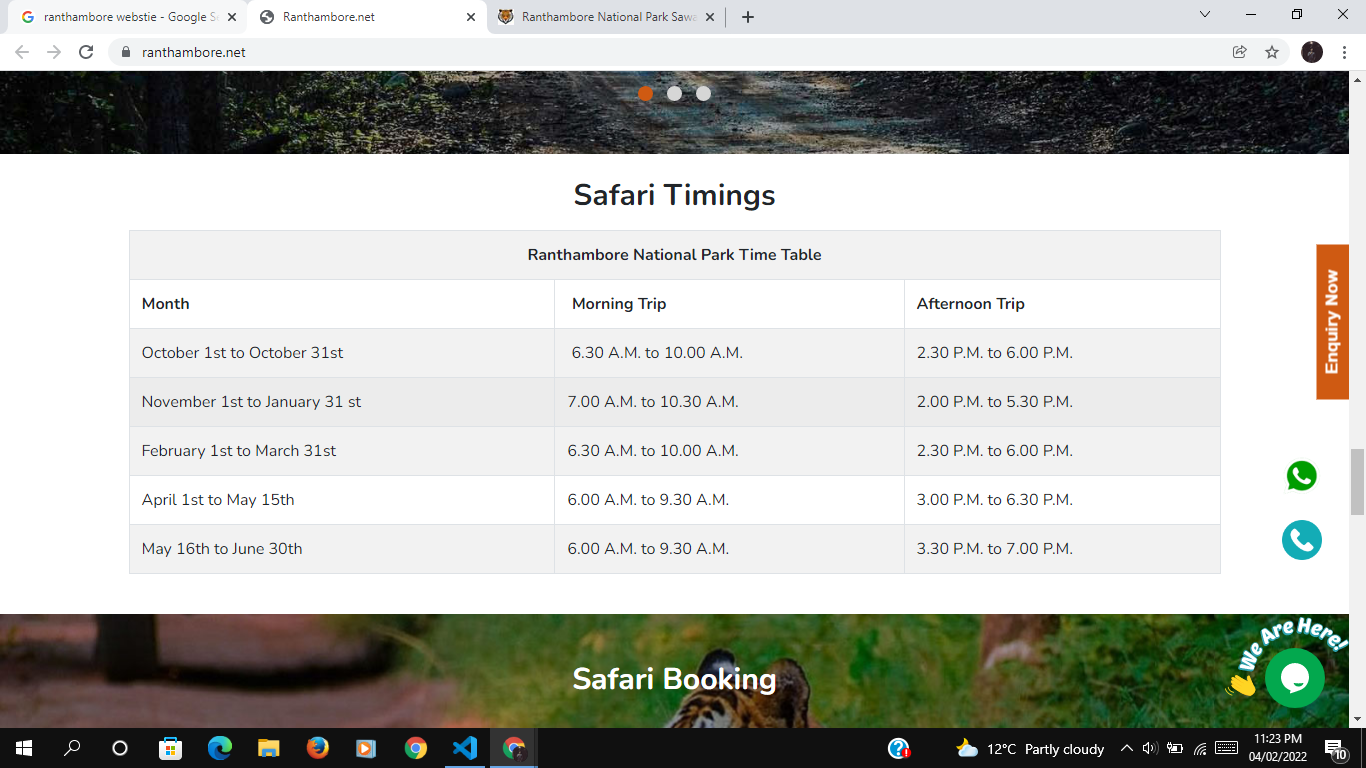 ranthambore webstie - Google S
Ranthambore.net
Ranthambore National Park Sawa
ranthambore.net
Safari Timings
Ranthambore National Park Time Table
Month Morning Trip Afternoon Trip
October 1st to October 31st 6.30 A.M. to 10.00 A.M. 2.30 P.M. to 6.00 P.M.
November 1st to January 31 st 7.00 A.M. to 10.30 A.M. 2.00 P.M. to 5.30 P.M.
February 1st to March 31st 6.30 A.M. to 10.00 A.M. 2.30 P.M. to 6.00 P.M.
April 1st to May 15th 6.00 A.M. to 9.30 A.M. 3.00 P.M. to 6.30 P.M.
May 16th to June 30th 6.00 A.M. to 9.30 A.M. 3.30 P.M. to 7.00 P.M.
Enquiry Now
We Are Here!
Safari Booking
12°C Partly cloudy
11:23 PM
04/02/2022
10